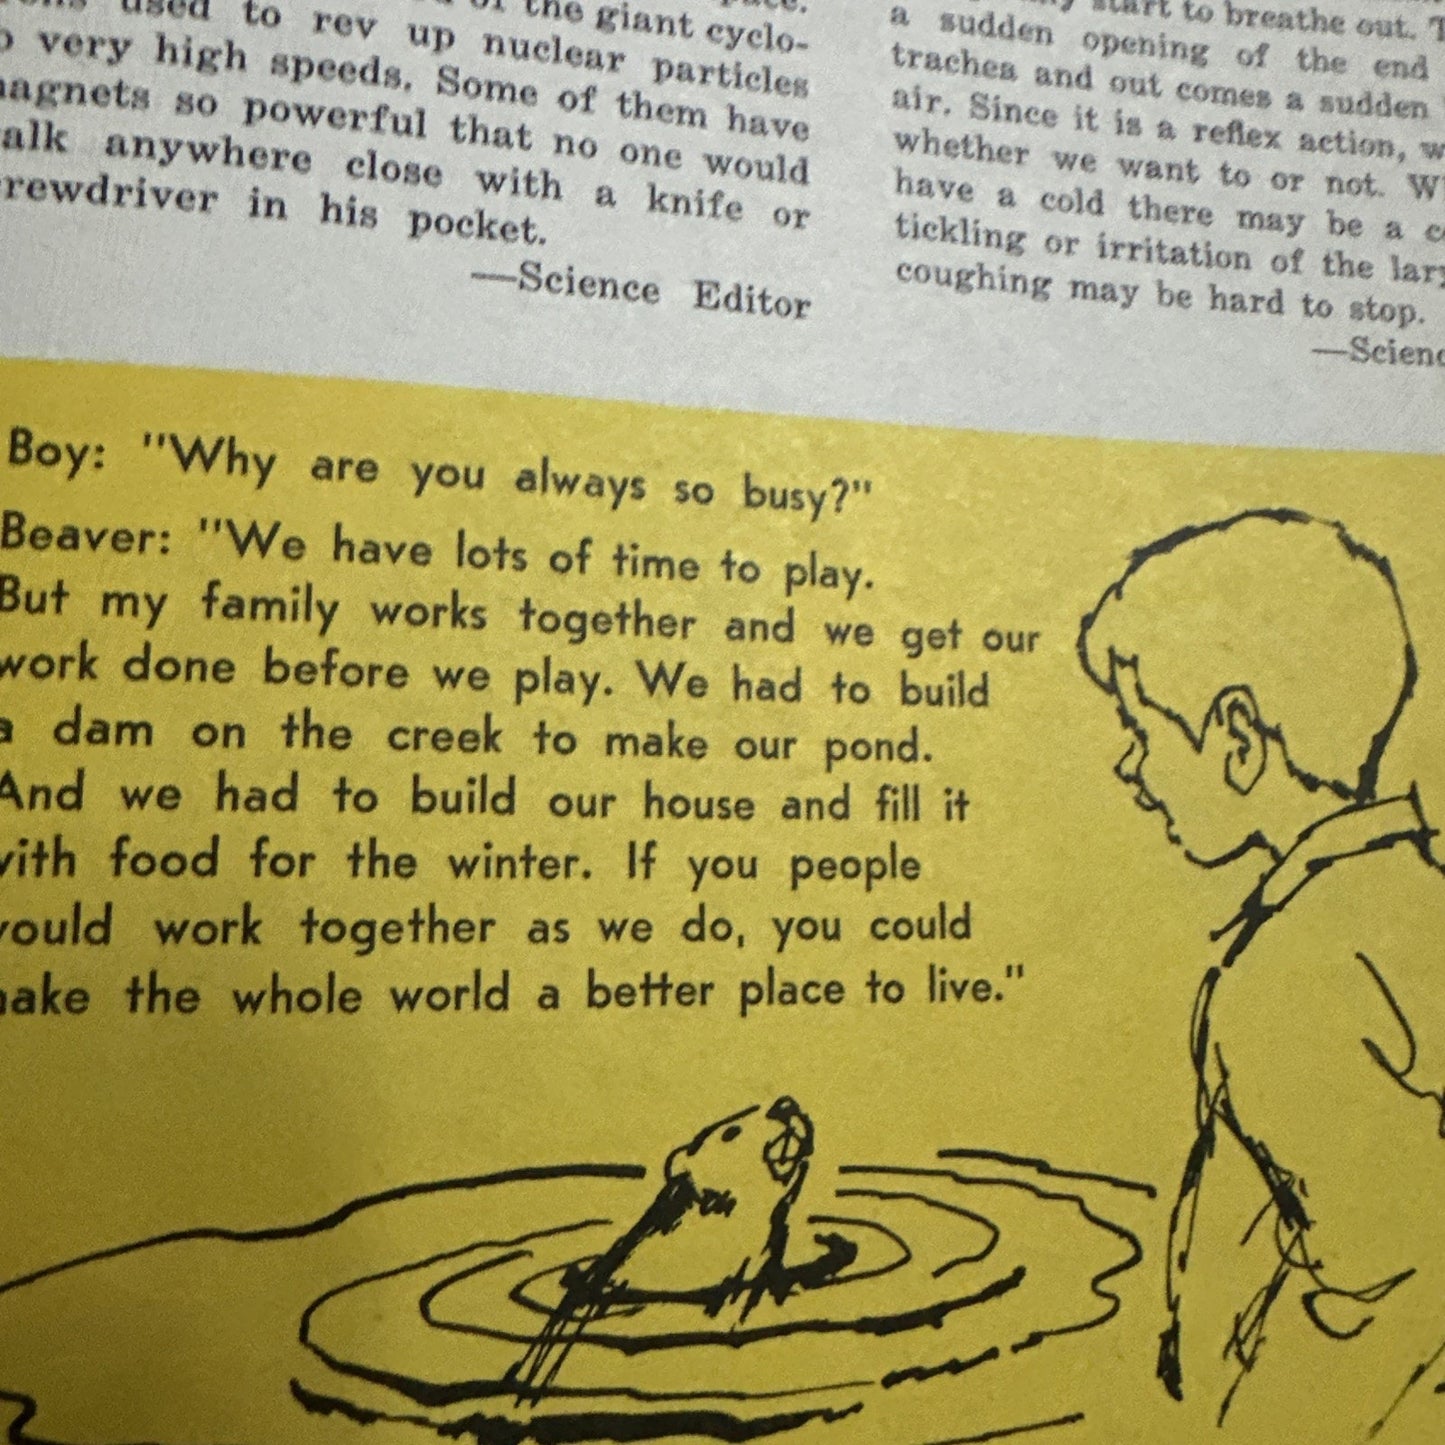 used to rev up nuclear particles
very high speeds. Some of them have
so powerful that no one would
anywhere close with a knife or
in his pocket.
—Science Editor
to breathe out.
a sudden opening of the end
trachea and out comes a sudden
air. Since it is a reflex action,
whether we want to or not.
have a cold there may be a
tickling or irritation of the
coughing may be hard to stop.
Boy: "Why are you always so busy?"
Beaver: "We have lots of time to play.
But my family works together and we get our
work done before we play. We had to build
a dam on the creek to make our pond.
And we had to build our house and fill it
with food for the winter. If you people
would work together as we do, you could
make the whole world a better place to live."